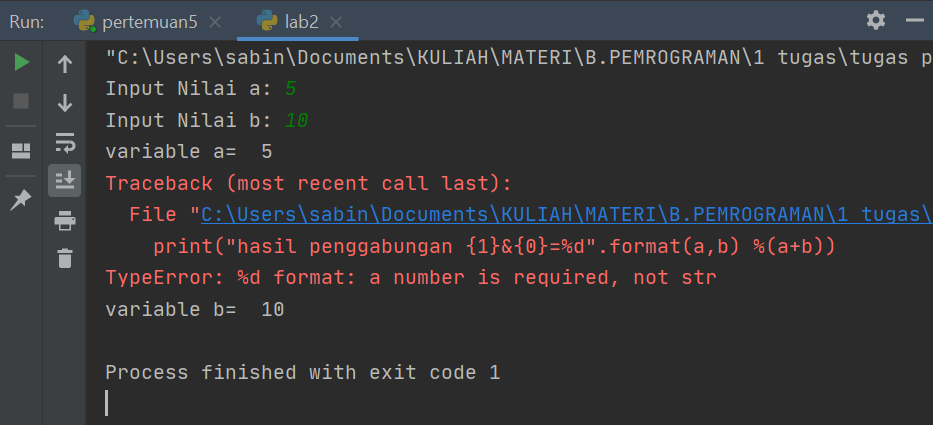 Run: pertemuan5 lab2
"C:\Users\sabin\Documents\KULIAH\MATERI\B.PEMROGRAMAN\1 tugas\tugas p
Input Nilai a: 5
Input Nilai b: 10
variable a=  5
Traceback (most recent call last):
  File "C:\Users\sabin\Documents\KULIAH\MATERI\B.PEMROGRAMAN\1 tugas\
    print("hasil penggabungan {1}&{0}=%d".format(a,b) %(a+b))
TypeError: %d format: a number is required, not str
variable b=  10
Process finished with exit code 1